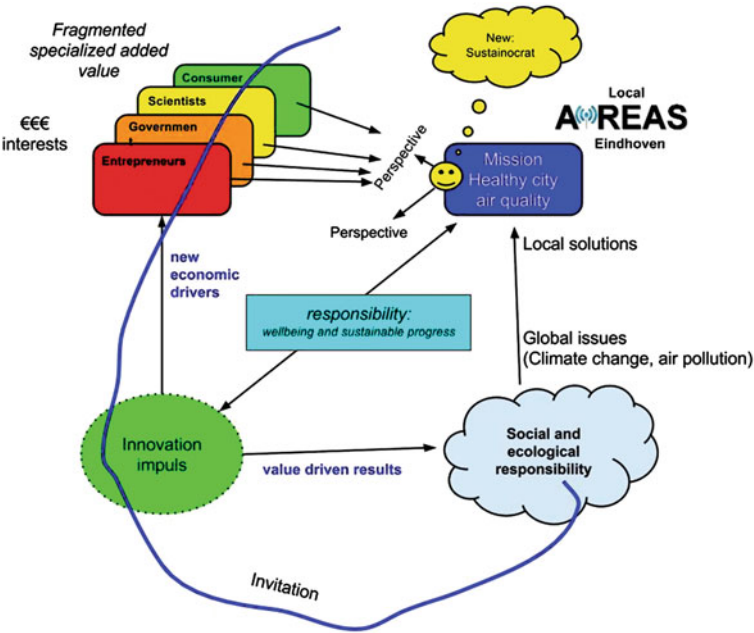 Fragmented
specialized added
value
€€€
interests
Consumer
Scientists
Governmen
t
Entrepreneurs
Perspective
Perspective
New:
Sustainocrat
Local
AiREAS
Eindhoven
Mission
Healthy city
air quality
Local solutions
new
economic
drivers
responsibility:
wellbeing and sustainable progress
Global issues
(Climate change, air pollution)
Innovation
impuls
value driven results
Social and
ecological
responsibility
Invitation